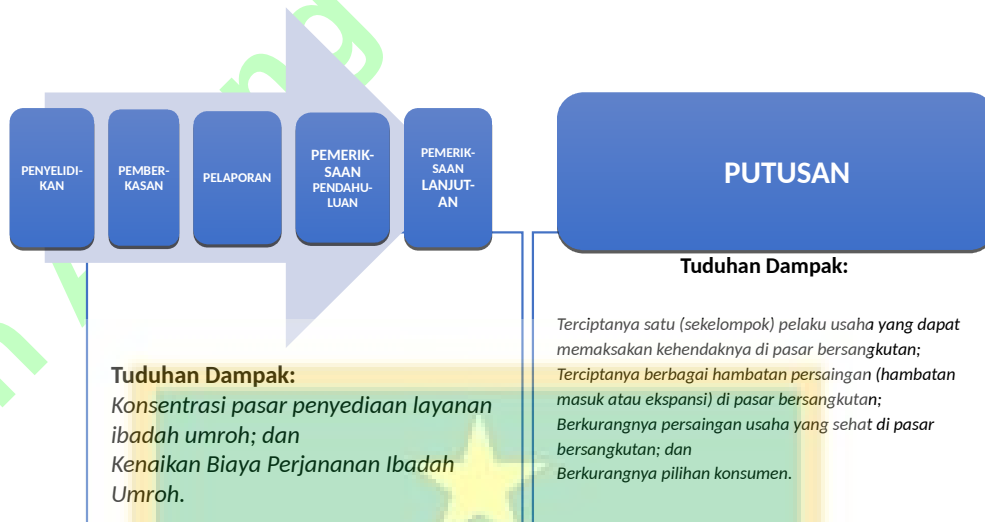 PENYELIDI-
KAN
PEMBER-
KASAN
PELAPORAN
PEMERIK-
SAAN
PENDAHU-
LUAN
PEMERIK-
SAAN
LANJUT-
AN
PUTUSAN
Tuduhan Dampak:
Konsentrasi pasar penyediaan layanan
ibadah umroh; dan
Kenaikan Biaya Perjananan Ibadah
Umroh.
Tuduhan Dampak:
Terciptanya satu (sekelompok) pelaku usaha yang dapat
memaksakan kehendaknya di pasar bersangkutan;
Terciptanya berbagai hambatan persaingan (hambatan
masuk atau ekspansi) di pasar bersangkutan;
Berkurangnya persaingan usaha yang sehat di pasar
bersangkutan; dan
Berkurangnya pilihan konsumen.